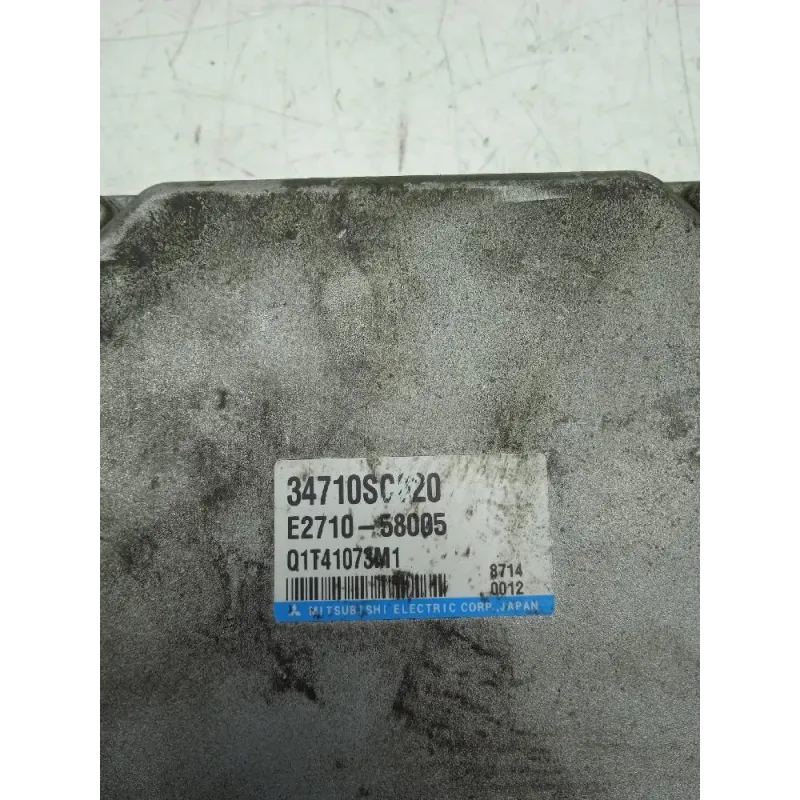 E2710-58005
Q1T41073M1
8714
0012
MITSUBISHI ELECTRIC CORP., JAPAN